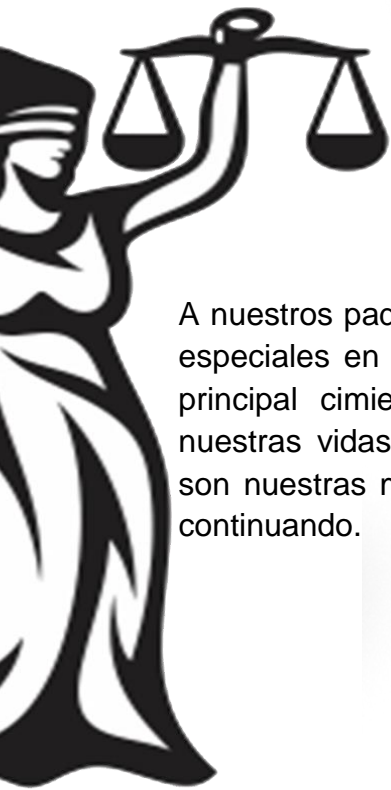 A nuestros
especiales en
principal
nuestras vidas
son nuestras
continuando.